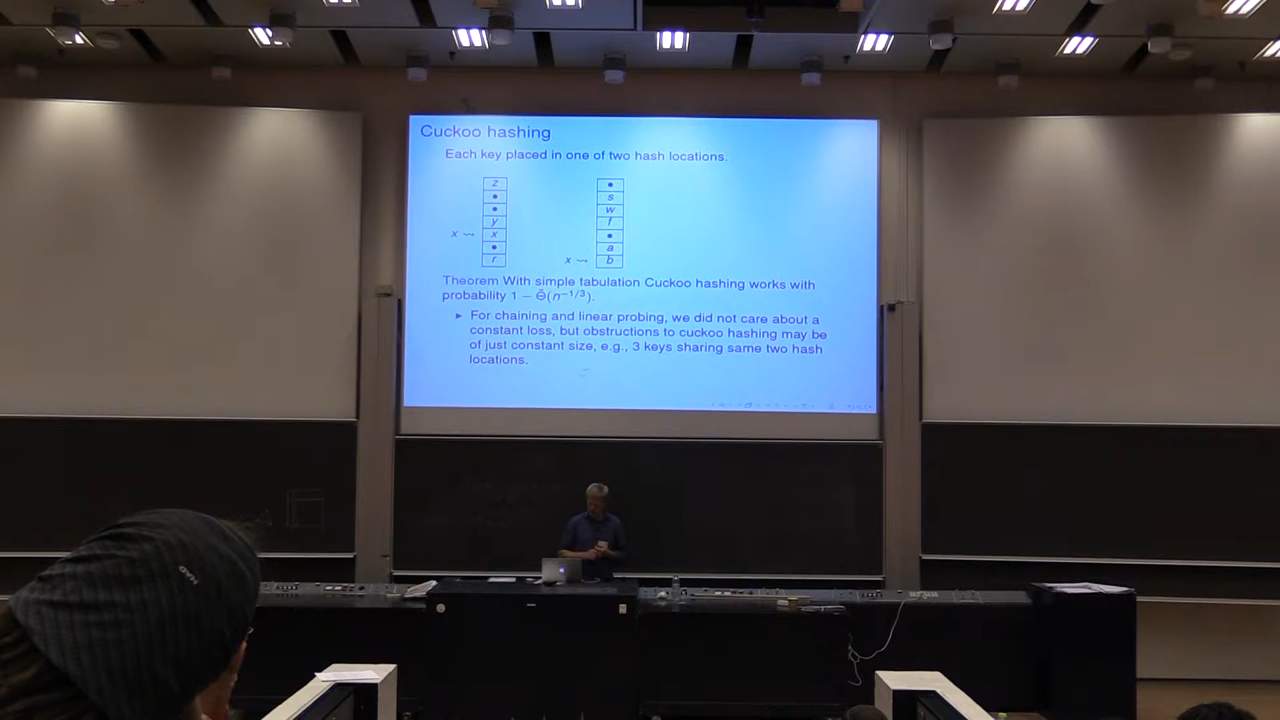 Cuckoo hashing
Each key placed in one of two hash locations.
z
•
•
y
x ⤳ x
•
r
•
s
w
f
•
a
x ⤳ b
Theorem With simple tabulation Cuckoo hashing works with
probability 1 − Θ̃(n^−1/3).
▸ For chaining and linear probing, we did not care about a
constant loss, but obstructions to cuckoo hashing may be
of just constant size, e.g., 3 keys sharing same two hash
locations.